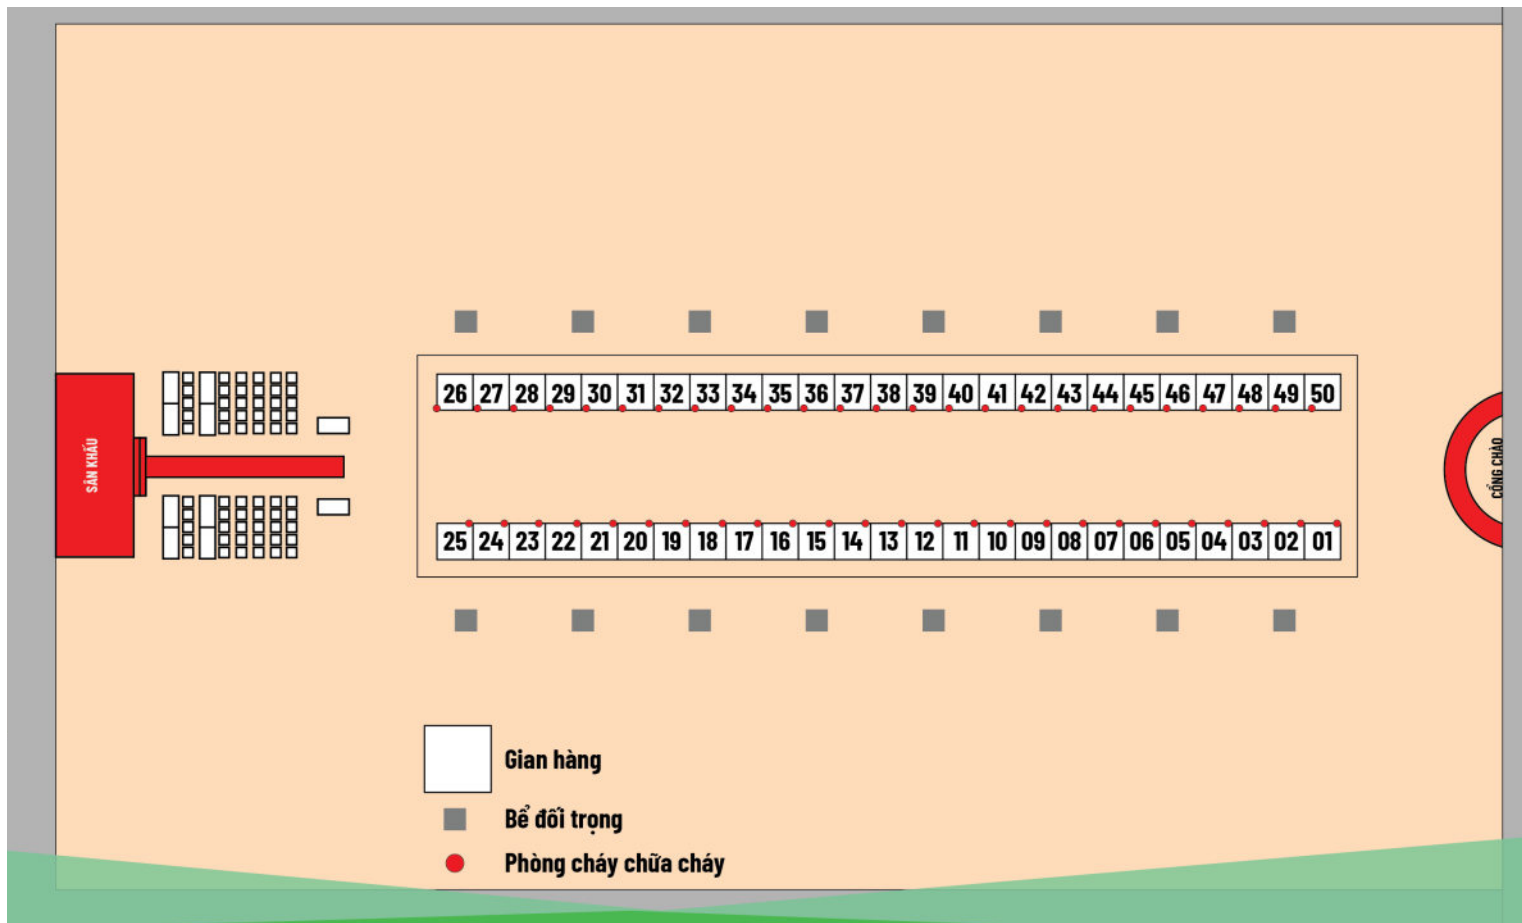 26 27 28 29 30 31 32 33 34 35 36 37 38 39 40 41 42 43 44 45 46 47 48 49 50
SÂN KHẤU
CỔNG CHÀO
25 24 23 22 21 20 19 18 17 16 15 14 13 12 11 10 09 08 07 06 05 04 03 02 01
Gian hàng
Bể đối trọng
Phòng cháy chữa cháy